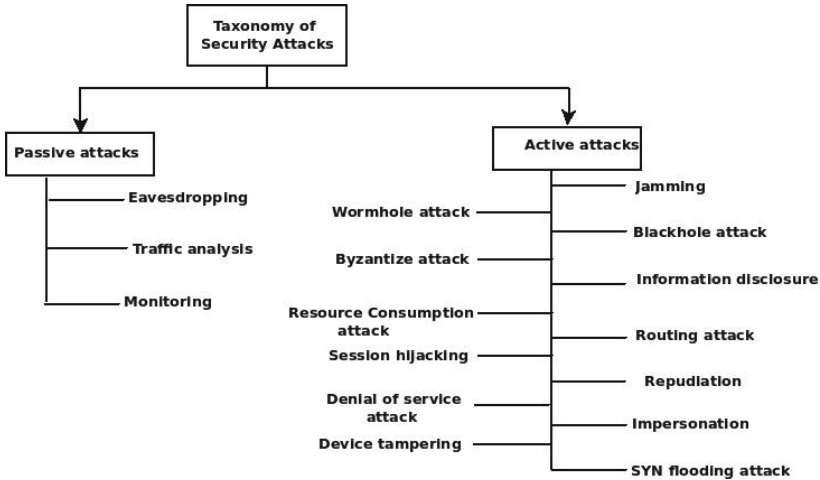 Taxonomy of
Security Attacks
Passive attacks
Eavesdropping
Traffic analysis
Monitoring
Active attacks
Jamming
Wormhole attack
Blackhole attack
Byzantize attack
Information disclosure
Resource Consumption
attack
Routing attack
Session hijacking
Repudiation
Denial of service
attack
Impersonation
Device tampering
SYN flooding attack